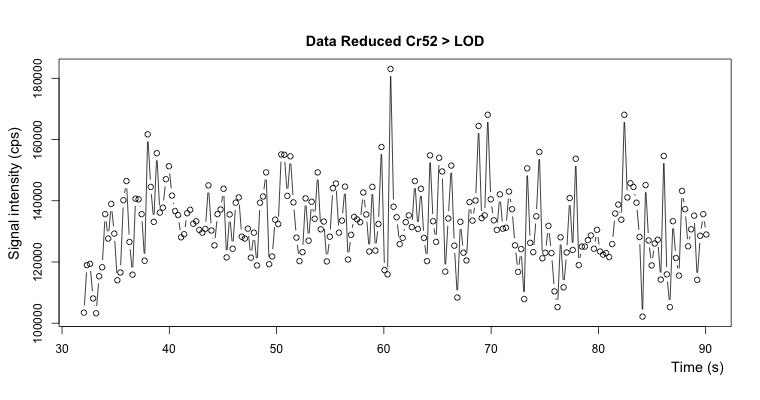 Data Reduced Cr52 > LOD
Signal intensity (cps)
180000
160000
140000
120000
100000
30 40 50 60 70 80 90
Time (s)